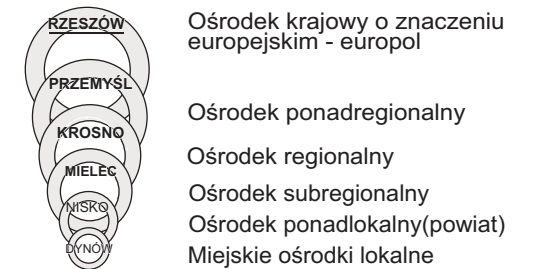 RZESZÓW
Ośrodek krajowy o znaczeniu
europejskim - europol
PRZEMYŚL
Ośrodek ponadregionalny
KROSNO
Ośrodek regionalny
MIELEC
Ośrodek subregionalny
NISKO
Ośrodek ponadlokalny(powiat)
DYNÓW
Miejskie ośrodki lokalne